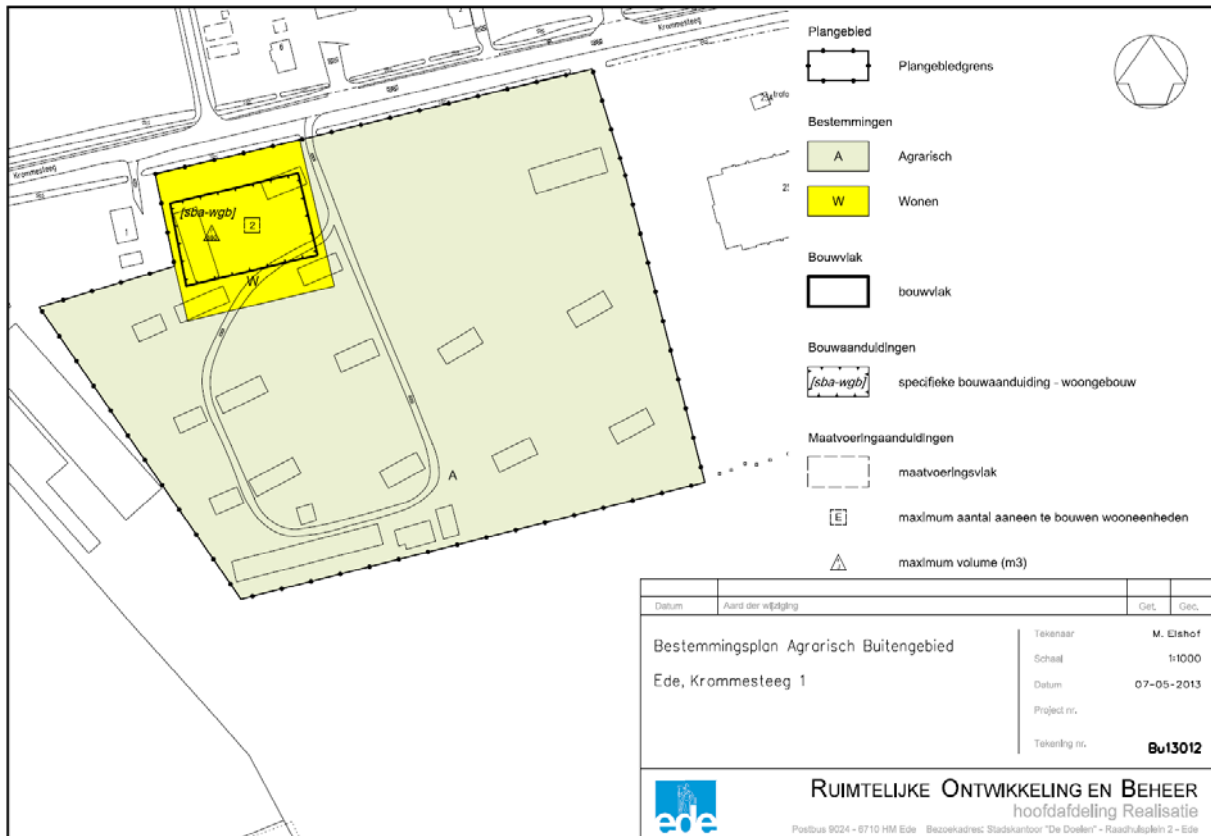 Krommesteeg
Krommesteeg
6
1
[sba-wgb]
2
W
A
Plangebied
Plangebiedgrens
Bestemmingen
A Agrarisch
W Wonen
Bouwvlak
bouwvlak
Bouwaanduidingen
[sba-wgb] specifieke bouwaanduiding - woongebouw
Maatvoeringaanduidingen
maatvoeringsvlak
E maximum aantal aaneen te bouwen wooneenheden
maximum volume (m3)
Datum Aard der wijziging Get. Gec.
Bestemmingsplan Agrarisch Buitengebied
Ede, Krommesteeg 1
Tekenaar M. Elshof
Schaal 1:1000
Datum 07-05-2013
Project nr.
Tekening nr. Bu13012
ede
RUIMTELIJKE ONTWIKKELING EN BEHEER
hoofdafdeling Realisatie
Postbus 9024 - 6710 HM Ede Bezoekadres: Stadskantoor "De Doelen" - Raadhuisplein 2 - Ede